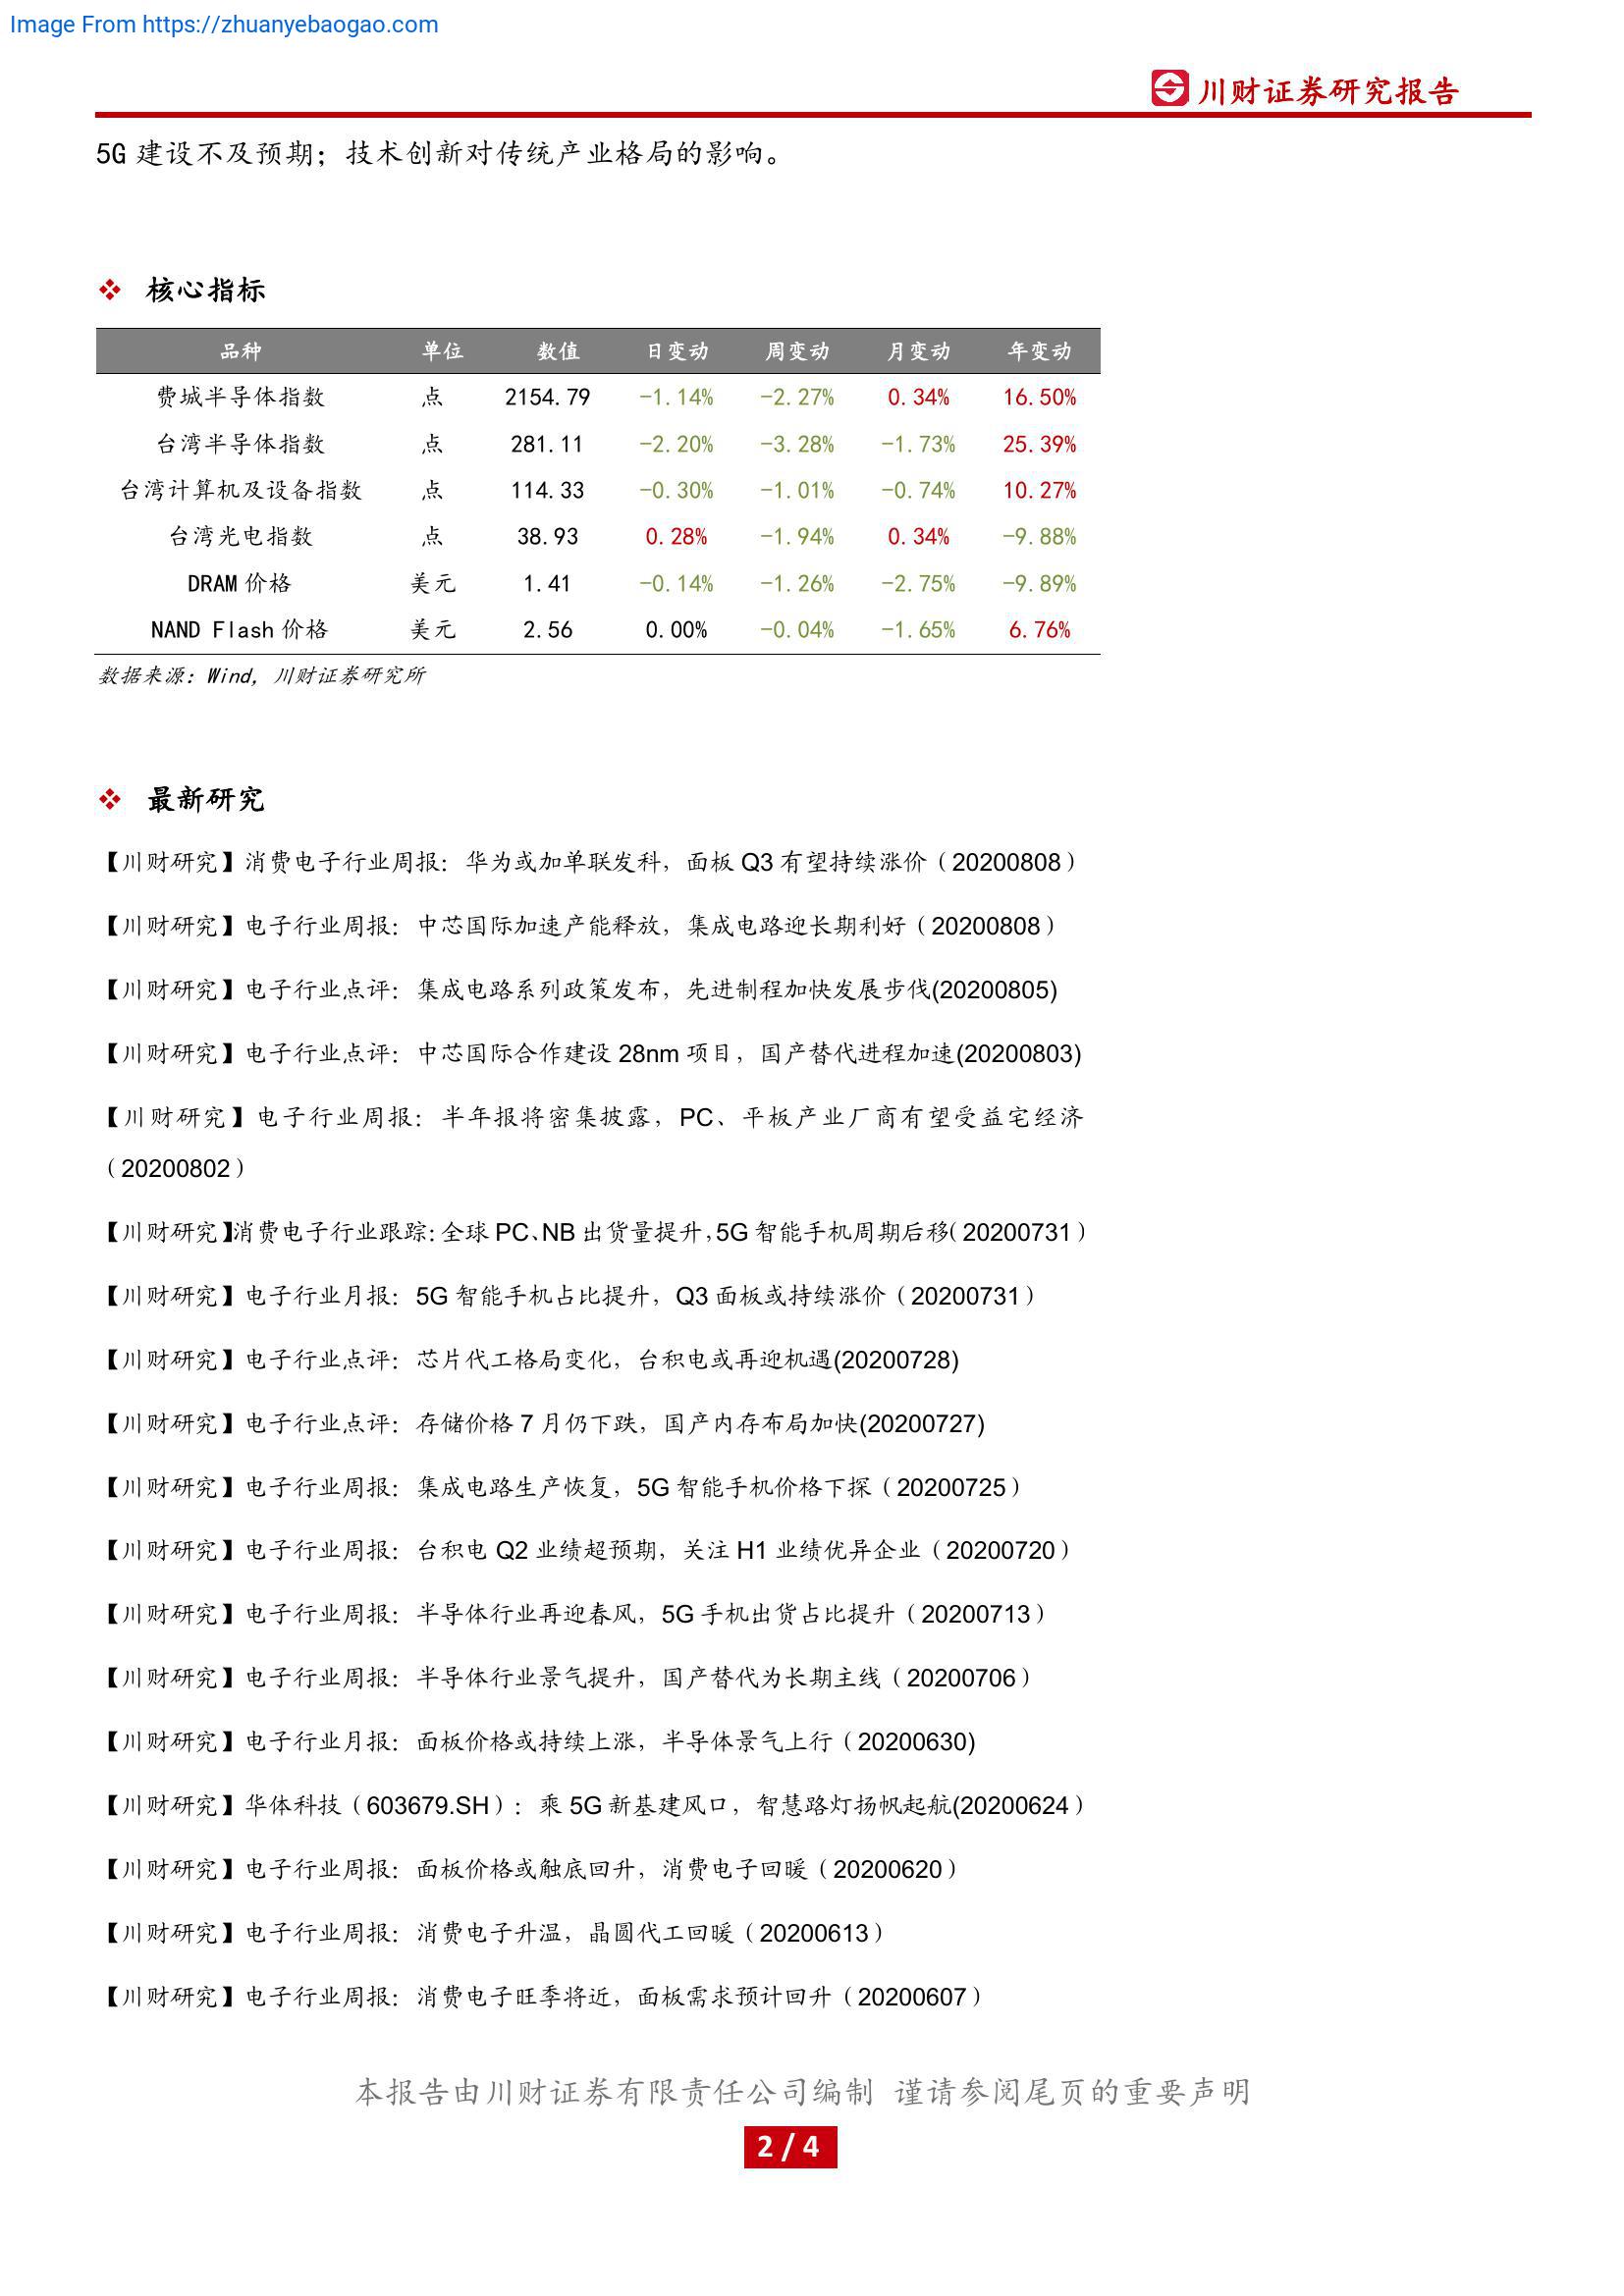 Image From https://zhuanyebaogao.com
川财证券研究报告
5G 建设不及预期；技术创新对传统产业格局的影响。
❖ 核心指标
品种 单位 数值 日变动 周变动 月变动 年变动
费城半导体指数 点 2154.79 -1.14% -2.27% 0.34% 16.50%
台湾半导体指数 点 281.11 -2.20% -3.28% -1.73% 25.39%
台湾计算机及设备指数 点 114.33 -0.30% -1.01% -0.74% 10.27%
台湾光电指数 点 38.93 0.28% -1.94% 0.34% -9.88%
DRAM 价格 美元 1.41 -0.14% -1.26% -2.75% -9.89%
NAND Flash 价格 美元 2.56 0.00% -0.04% -1.65% 6.76%
数据来源：Wind，川财证券研究所
❖ 最新研究
【川财研究】消费电子行业周报：华为或加单联发科，面板 Q3 有望持续涨价（20200808）
【川财研究】电子行业周报：中芯国际加速产能释放，集成电路迎长期利好（20200808）
【川财研究】电子行业点评：集成电路系列政策发布，先进制程加快发展步伐(20200805)
【川财研究】电子行业点评：中芯国际合作建设 28nm 项目，国产替代进程加速(20200803)
【川财研究】电子行业周报：半年报将密集披露，PC、平板产业厂商有望受益宅经济
（20200802）
【川财研究】消费电子行业跟踪：全球 PC、NB 出货量提升，5G 智能手机周期后移（20200731）
【川财研究】电子行业月报：5G 智能手机占比提升，Q3 面板或持续涨价（20200731）
【川财研究】电子行业点评：芯片代工格局变化，台积电或再迎机遇(20200728)
【川财研究】电子行业点评：存储价格 7 月仍下跌，国产内存布局加快(20200727)
【川财研究】电子行业周报：集成电路生产恢复，5G 智能手机价格下探（20200725）
【川财研究】电子行业周报：台积电 Q2 业绩超预期，关注 H1 业绩优异企业（20200720）
【川财研究】电子行业周报：半导体行业再迎春风，5G 手机出货占比提升（20200713）
【川财研究】电子行业周报：半导体行业景气提升，国产替代为长期主线（20200706）
【川财研究】电子行业月报：面板价格或持续上涨，半导体景气上行（20200630)
【川财研究】华体科技（603679.SH）：乘 5G 新基建风口，智慧路灯扬帆起航(20200624）
【川财研究】电子行业周报：面板价格或触底回升，消费电子回暖（20200620）
【川财研究】电子行业周报：消费电子升温，晶圆代工回暖（20200613）
【川财研究】电子行业周报：消费电子旺季将近，面板需求预计回升（20200607）
本报告由川财证券有限责任公司编制 谨请参阅尾页的重要声明
2 / 4